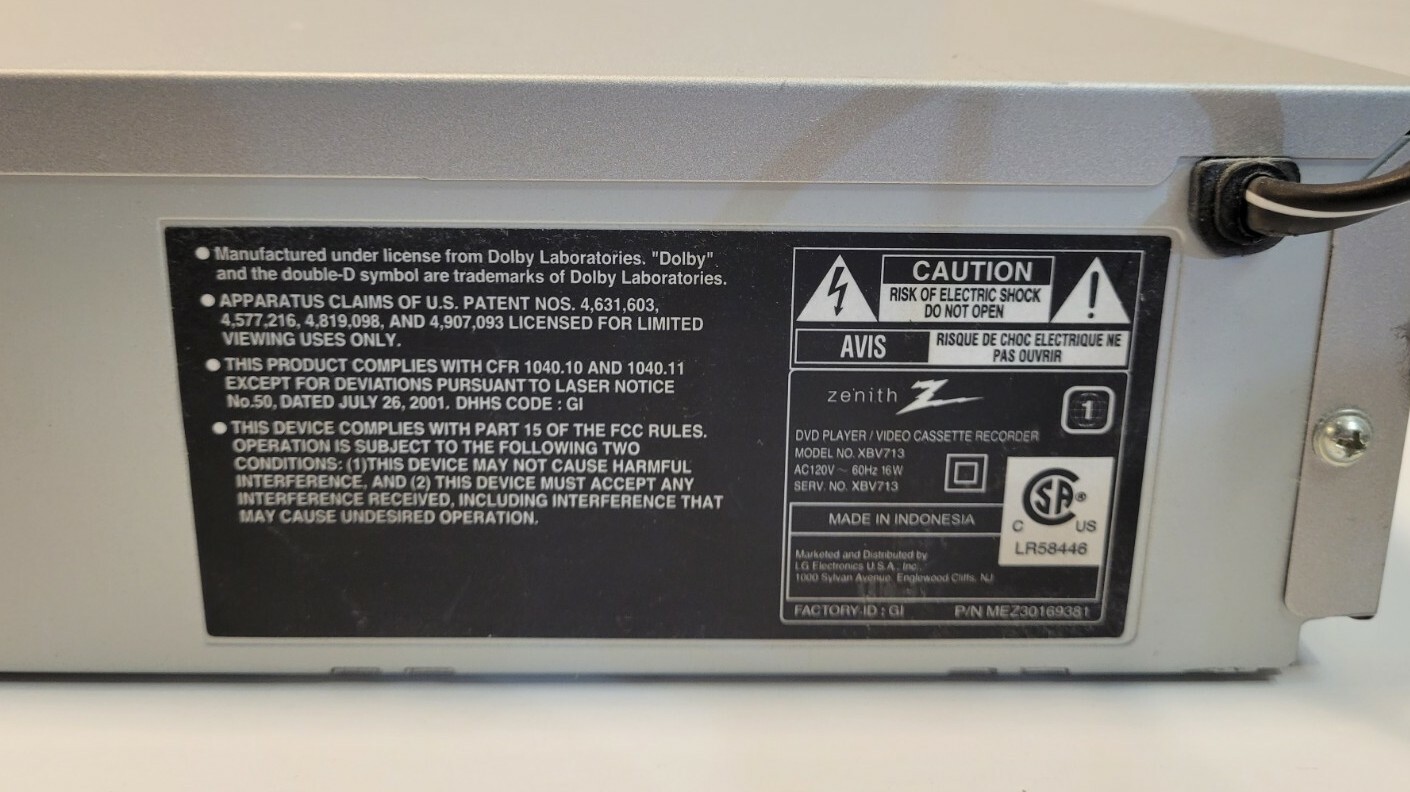 ● Manufactured under license from Dolby Laboratories. "Dolby"
and the double-D symbol are trademarks of Dolby Laboratories.
● APPARATUS CLAIMS OF U.S. PATENT NOS. 4,631,603,
4,577,216, 4,819,098, AND 4,907,093 LICENSED FOR LIMITED
VIEWING USES ONLY.
● THIS PRODUCT COMPLIES WITH CFR 1040.10 AND 1040.11
EXCEPT FOR DEVIATIONS PURSUANT TO LASER NOTICE
No.50, DATED JULY 26, 2001. DHHS CODE : GI
● THIS DEVICE COMPLIES WITH PART 15 OF THE FCC RULES.
OPERATION IS SUBJECT TO THE FOLLOWING TWO
CONDITIONS: (1)THIS DEVICE MAY NOT CAUSE HARMFUL
INTERFERENCE, AND (2) THIS DEVICE MUST ACCEPT ANY
INTERFERENCE RECEIVED, INCLUDING INTERFERENCE THAT
MAY CAUSE UNDESIRED OPERATION.
CAUTION
RISK OF ELECTRIC SHOCK
DO NOT OPEN
AVIS
RISQUE DE CHOC ELECTRIQUE NE
PAS OUVRIR
zenith
1
DVD PLAYER / VIDEO CASSETTE RECORDER
MODEL NO. XBV713
AC120V ~ 60Hz 16W
SERV. NO. XBV713
CSA ®
C US
LR58446
MADE IN INDONESIA
Marketed and Distributed by
LG Electronics U.S.A., Inc.
1000 Sylvan Avenue, Englewood Cliffs, NJ
FACTORY-ID : GI P/N MEZ30169381